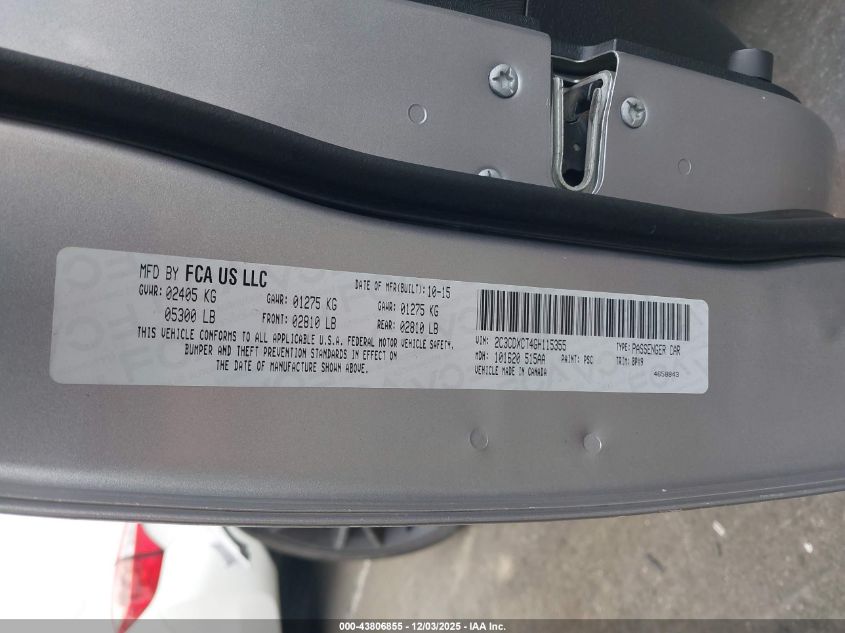 MFD BY FCA US LLC
DATE OF MFR(BUILT): 10-15
GVWR: 02405 KG
GAWR: 01275 KG
GAWR: 01275 KG
05300 LB
FRONT: 02810 LB
REAR: 02810 LB
THIS VEHICLE CONFORMS TO ALL APPLICABLE U.S.A. FEDERAL MOTOR VEHICLE SAFETY,
BUMPER AND THEFT PREVENTION STANDARDS IN EFFECT ON
THE DATE OF MANUFACTURE SHOWN ABOVE.
VIN: 2C3CDXCT4GH115355
TYPE: PASSENGER CAR
MDH: 101620 515AA
PAINT: PSC
TRIM: BPX9
VEHICLE MADE IN CANADA
4658843
000-43806855 - 12/03/2025 - IAA Inc.